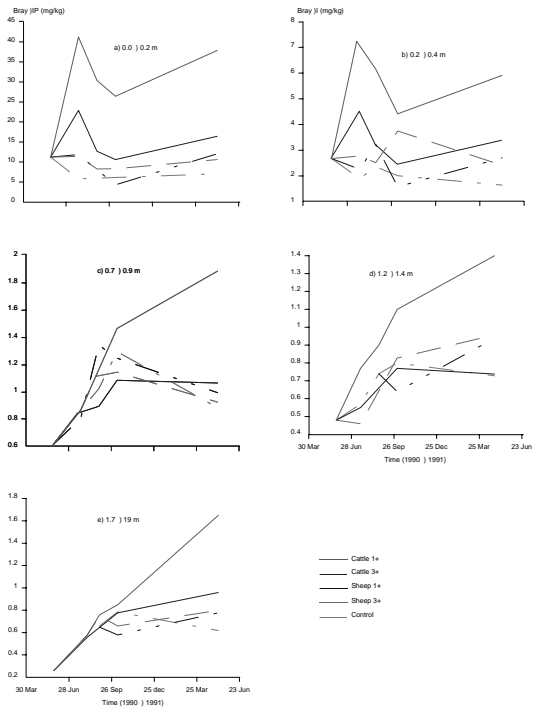 Bray )IP (mg/kg)
45
40
35
30
25
20
15
10
5
0
a) 0.0 ) 0.2 m
Bray )I (mg/kg)
8
7
6
5
4
3
2
1
b) 0.2 ) 0.4 m
2
1.8
1.6
1.4
1.2
1
0.8
0.6
c) 0.7 ) 0.9 m
1.4
1.3
1.2
1.1
1
0.9
0.8
0.7
0.6
0.5
0.4
d) 1.2 ) 1.4 m
30 Mar 28 Jun 26 Sep 25 Dec 25 Mar 23 Jun
Time (1990 ) 1991)
1.8
1.6
1.4
1.2
1
0.8
0.6
0.4
0.2
e) 1.7 ) 19 m
30 Mar 28 Jun 26 Sep 25 dec 25 Mar 23 Jun
Time (1990 ) 1991)
Cattle 1+
Cattle 3+
Sheep 1+
Sheep 3+
Control